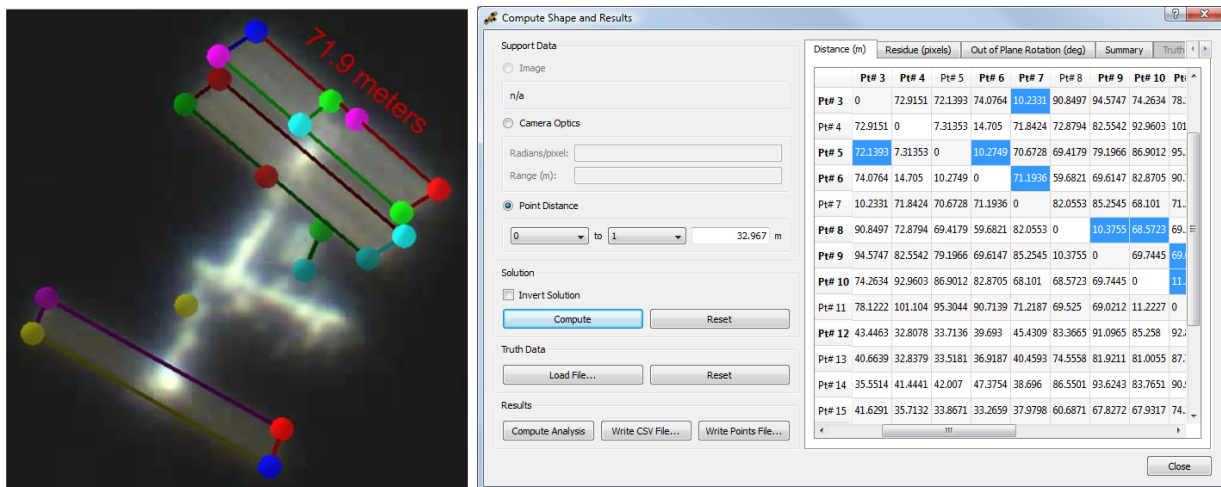 71.9 meters
Compute Shape and Results
Support Data
Image
n/a
Camera Optics
Radians/pixel:
Range (m):
Point Distance
0 to 1 32.967 m
Solution
Invert Solution
Compute Reset
Truth Data
Load File... Reset
Results
Compute Analysis Write CSV File... Write Points File...
Distance (m) Residue (pixels) Out of Plane Rotation (deg) Summary Truth
Pt# 3 Pt# 4 Pt# 5 Pt# 6 Pt# 7 Pt# 8 Pt# 9 Pt# 10 Pt#
Pt# 3 0 72.9151 72.1393 74.0764 10.2331 90.8497 94.5747 74.2634 78.
Pt# 4 72.9151 0 7.31353 14.705 71.8424 72.8794 82.5542 92.9603 101
Pt# 5 72.1393 7.31353 0 10.2749 70.6728 69.4179 79.1966 86.9012 95.
Pt# 6 74.0764 14.705 10.2749 0 71.1936 59.6821 69.6147 82.8705 90.
Pt# 7 10.2331 71.8424 70.6728 71.1936 0 82.0553 85.2545 68.101 71.
Pt# 8 90.8497 72.8794 69.4179 59.6821 82.0553 0 10.3755 68.5723 69.
Pt# 9 94.5747 82.5542 79.1966 69.6147 85.2545 10.3755 0 69.7445 69.
Pt# 10 74.2634 92.9603 86.9012 82.8705 68.101 68.5723 69.7445 0 11.
Pt# 11 78.1222 101.104 95.3044 90.7139 71.2187 69.525 69.0212 11.2227 0
Pt# 12 43.4463 32.8078 33.7136 39.693 45.4309 83.3665 91.0965 85.258 92.
Pt# 13 40.6639 32.8379 33.5181 36.9187 40.4593 74.5558 81.9211 81.0055 87.
Pt# 14 35.5514 41.4441 42.007 47.3754 38.696 86.5501 93.6243 83.7651 90.
Pt# 15 41.6291 35.7132 33.8671 33.2659 37.9798 60.6871 67.8272 67.9317 74.
Close